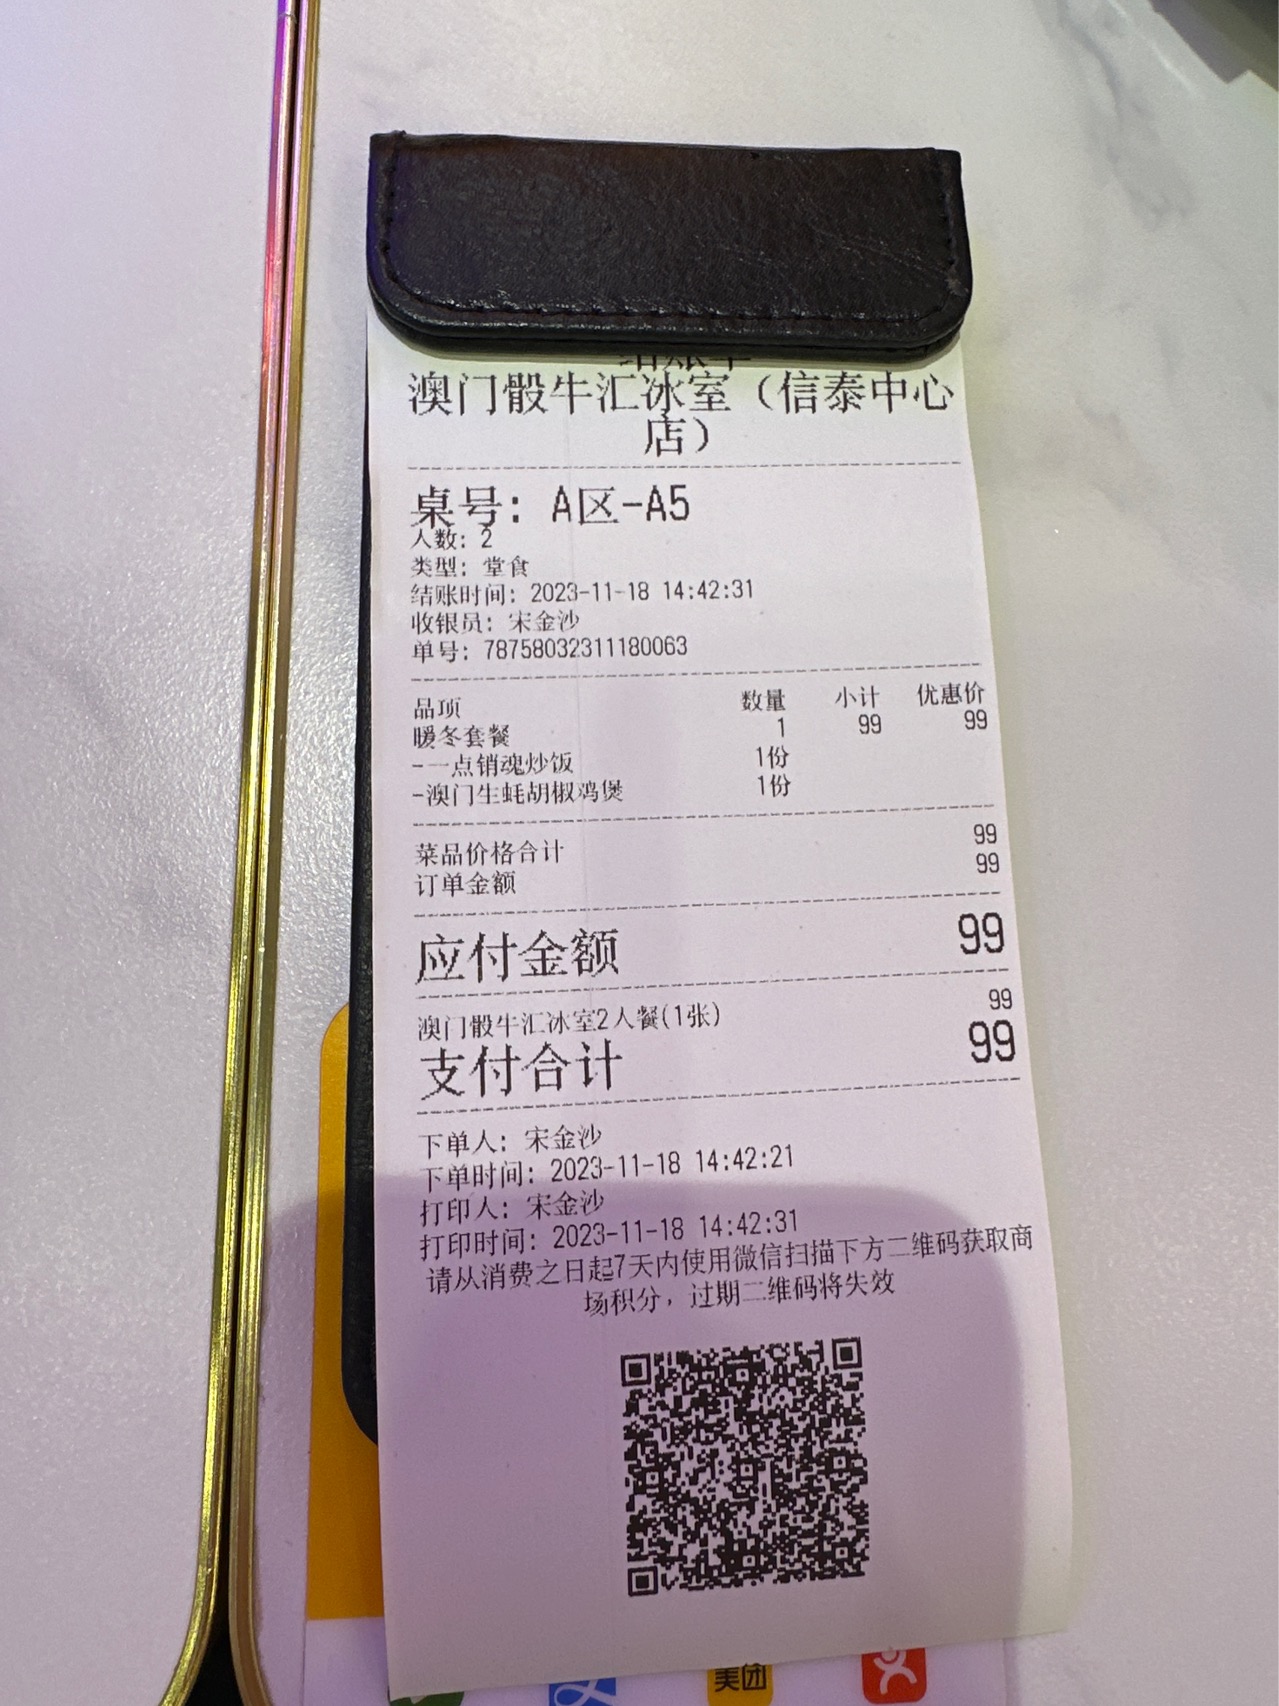 结账单
澳门骰牛汇冰室（信泰中心
店）
桌号：A区-A5
人数：2
类型：堂食
结账时间：2023-11-18 14:42:31
收银员：宋金沙
单号：78758032311180063
品项 数量 小计 优惠价
暖冬套餐 1 99 99
-一点销魂炒饭 1份
-澳门生蚝胡椒鸡煲 1份
菜品价格合计 99
订单金额 99
应付金额 99
澳门骰牛汇冰室2人餐(1张) 99
支付合计 99
下单人：宋金沙
下单时间：2023-11-18 14:42:21
打印人：宋金沙
打印时间：2023-11-18 14:42:31
请从消费之日起7天内使用微信扫描下方二维码获取商
场积分，过期二维码将失效
美团